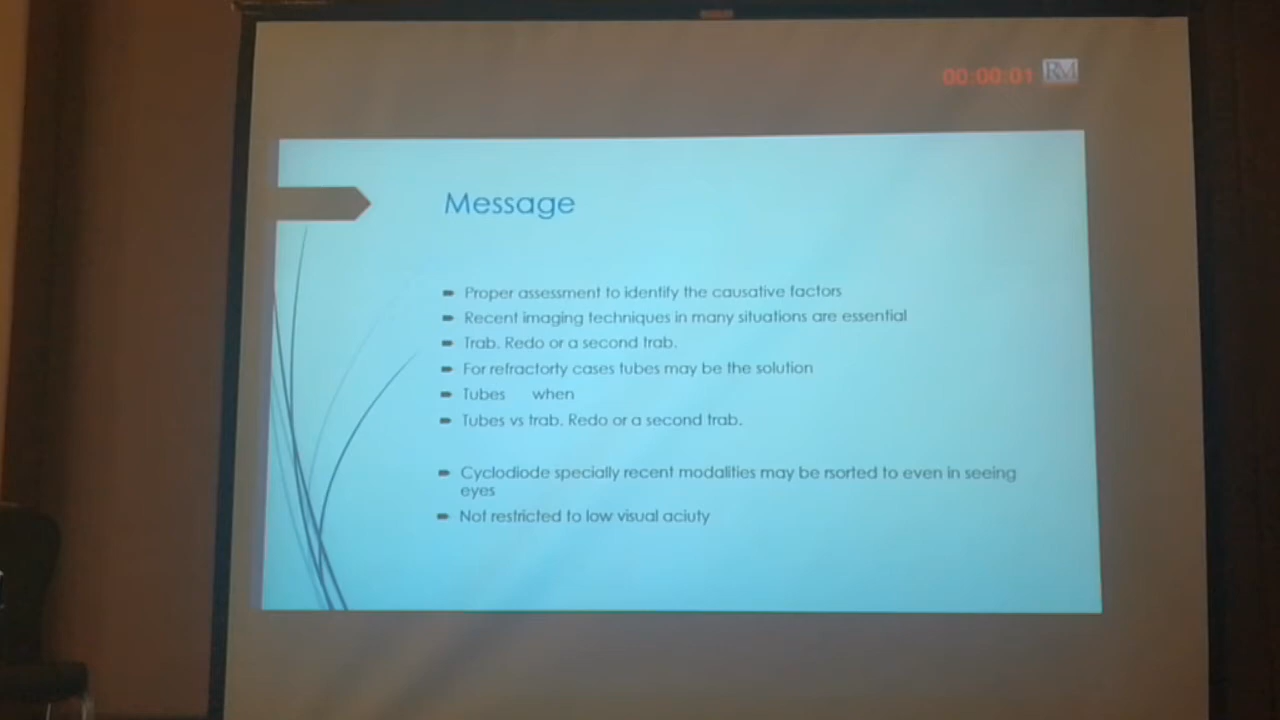 00:00:01 RM
Message
Proper assessment to identify the causative factors
Recent imaging techniques in many situations are essential
Trab. Redo or a second trab.
For refractorty cases tubes may be the solution
Tubes when
Tubes vs trab. Redo or a second trab.
Cyclodiode specially recent modalities may be rsorted to even in seeing
eyes
Not restricted to low visual aciuty